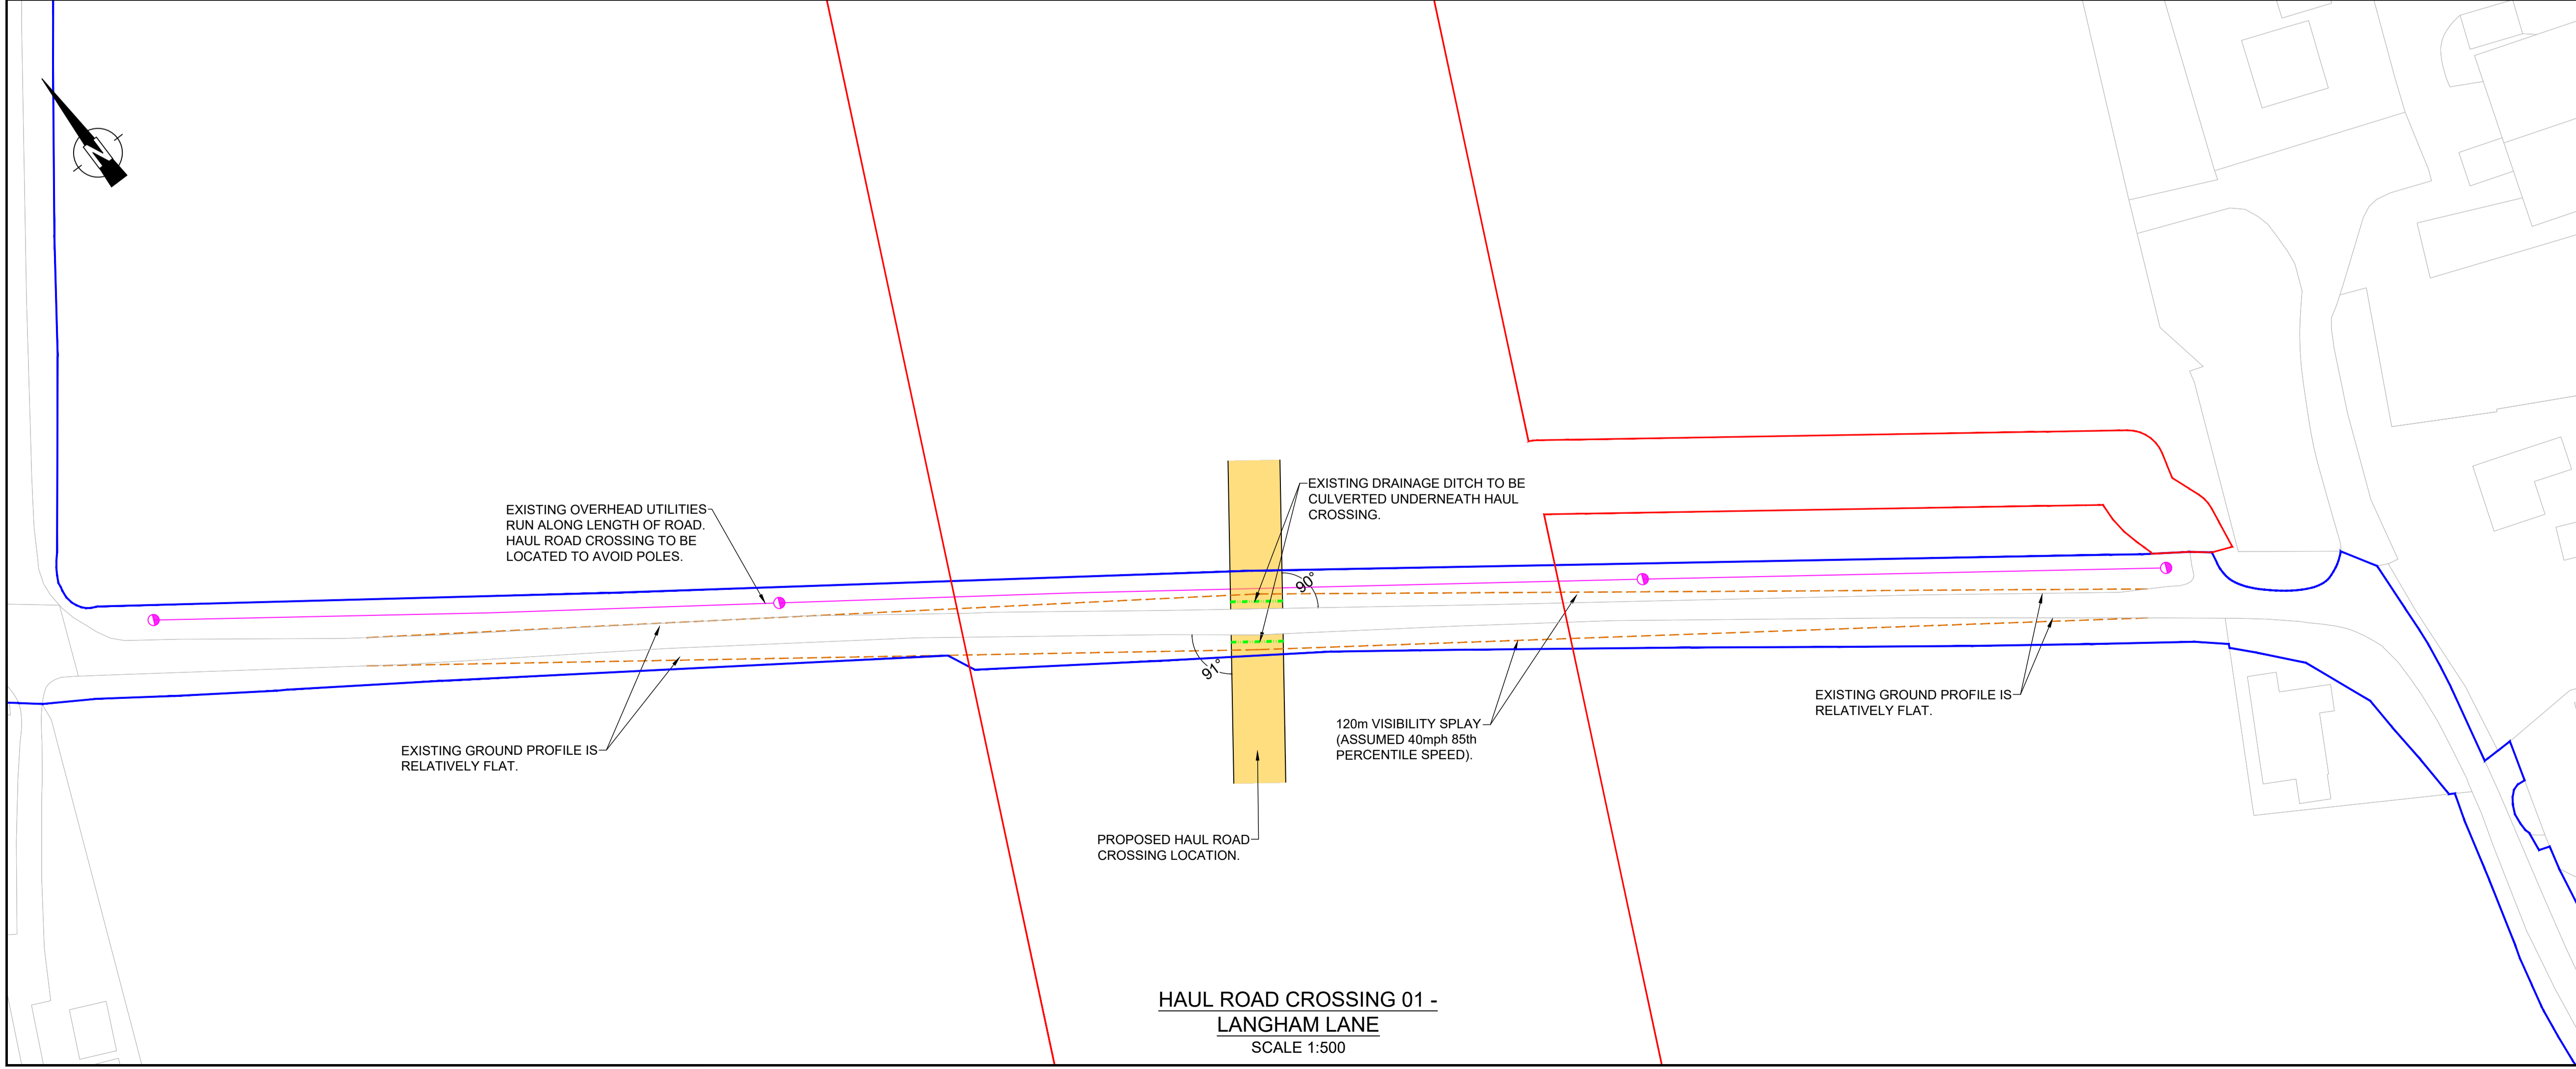 N
EXISTING OVERHEAD UTILITIES
RUN ALONG LENGTH OF ROAD.
HAUL ROAD CROSSING TO BE
LOCATED TO AVOID POLES.
EXISTING DRAINAGE DITCH TO BE
CULVERTED UNDERNEATH HAUL
CROSSING.
90°
91°
EXISTING GROUND PROFILE IS
RELATIVELY FLAT.
120m VISIBILITY SPLAY
(ASSUMED 40mph 85th
PERCENTILE SPEED).
EXISTING GROUND PROFILE IS
RELATIVELY FLAT.
PROPOSED HAUL ROAD
CROSSING LOCATION.
HAUL ROAD CROSSING 01 -
LANGHAM LANE
SCALE 1:500